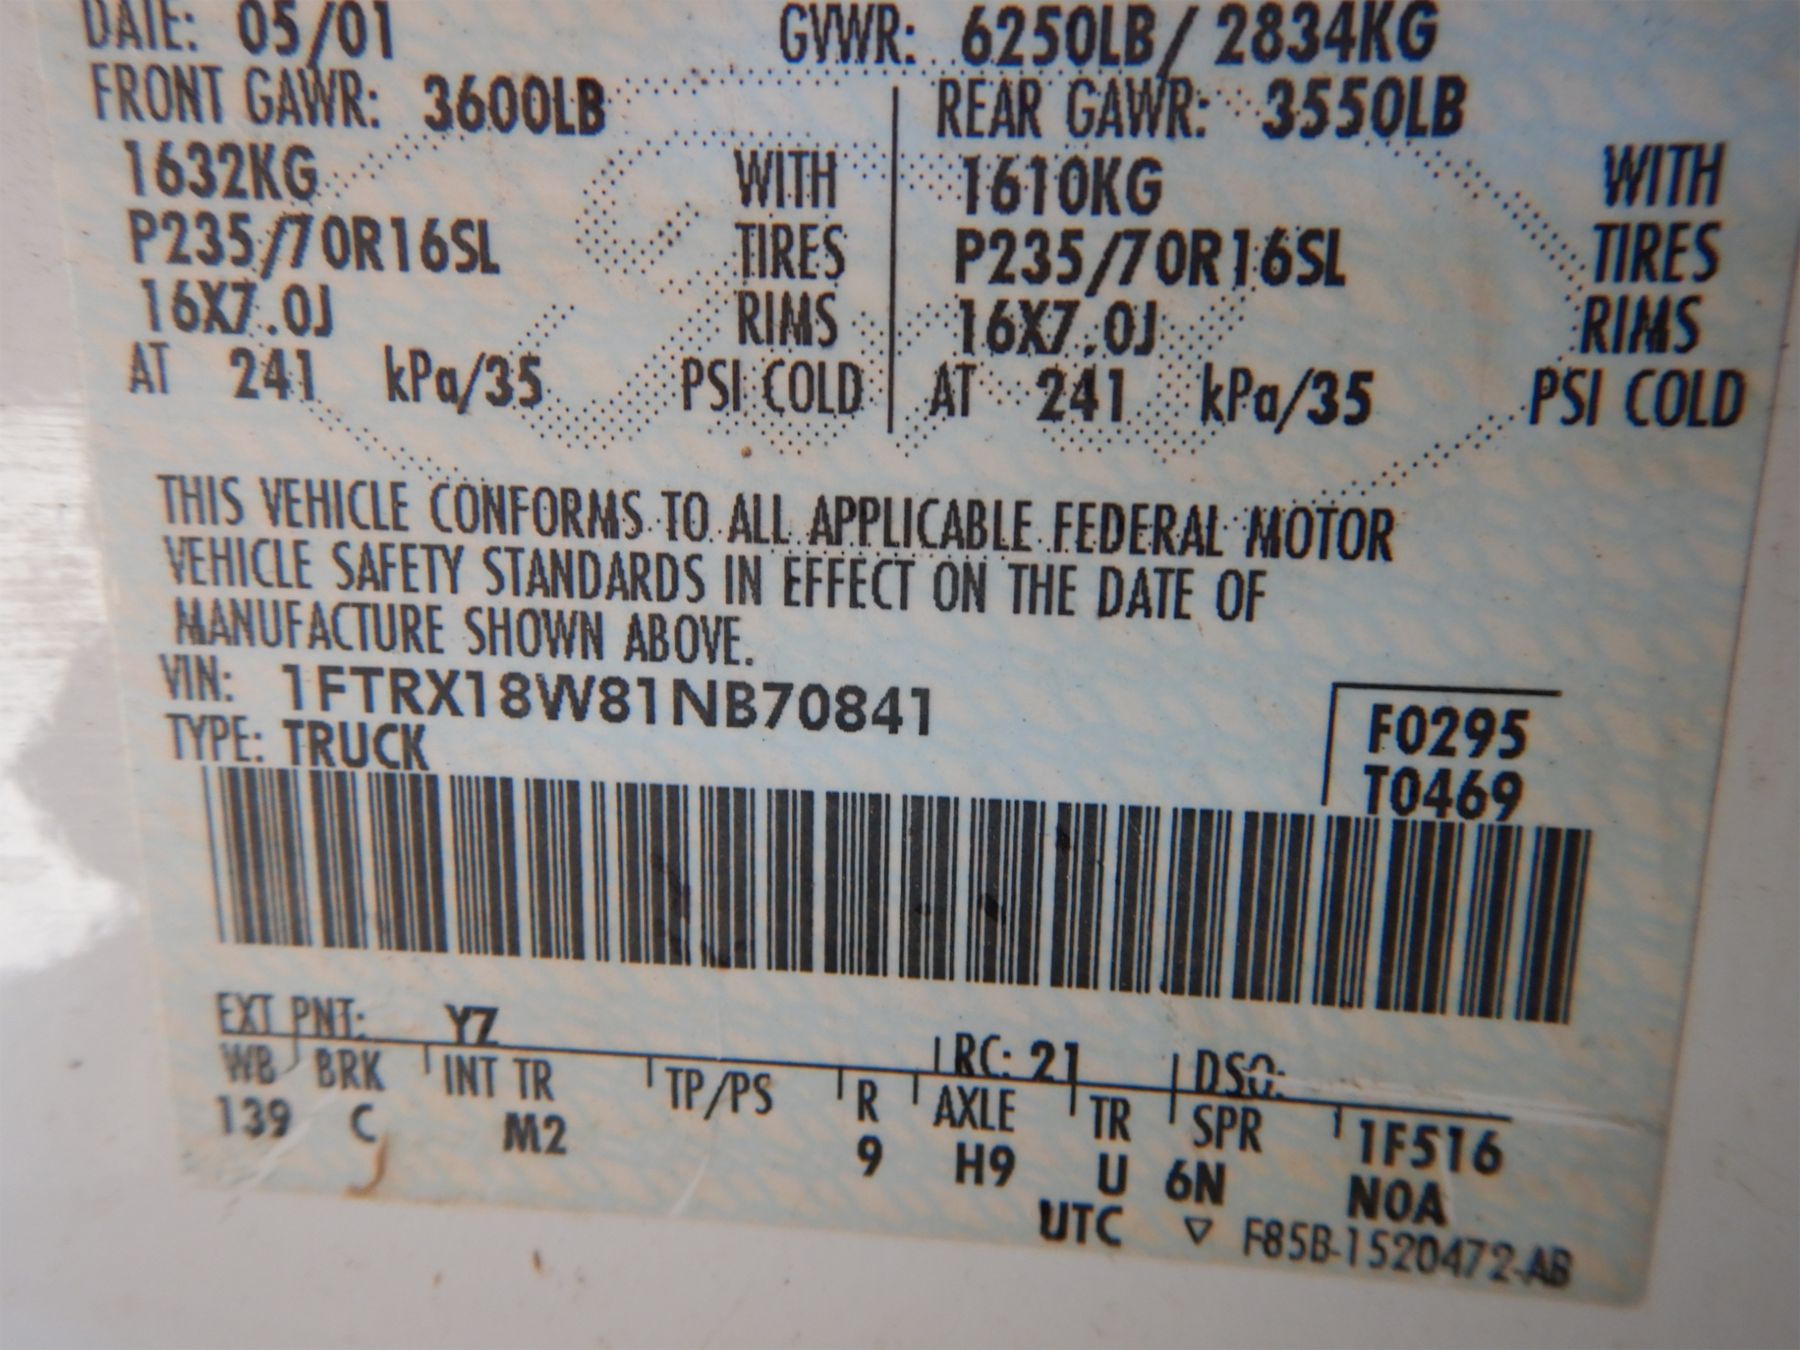 DATE: 05/01 GVWR: 6250LB/ 2834KG
FRONT GAWR: 3600LB REAR GAWR: 3550LB
1632KG WITH 1610KG WITH
P235/70R16SL TIRES P235/70R16SL TIRES
16X7.0J RIMS 16X7.0J RIMS
AT 241 kPa/35 PSI COLD AT 241 kPa/35 PSI COLD
THIS VEHICLE CONFORMS TO ALL APPLICABLE FEDERAL MOTOR
VEHICLE SAFETY STANDARDS IN EFFECT ON THE DATE OF
MANUFACTURE SHOWN ABOVE.
VIN: 1FTRX18W81NB70841
TYPE: TRUCK
F0295
T0469
EXT PNT: YZ RC: 21 DSO:
WB BRK INT TR TP/PS R AXLE TR SPR 1F516
139 C M2 9 H9 U 6N NOA
UTC ▽ F85B-1520472-AB